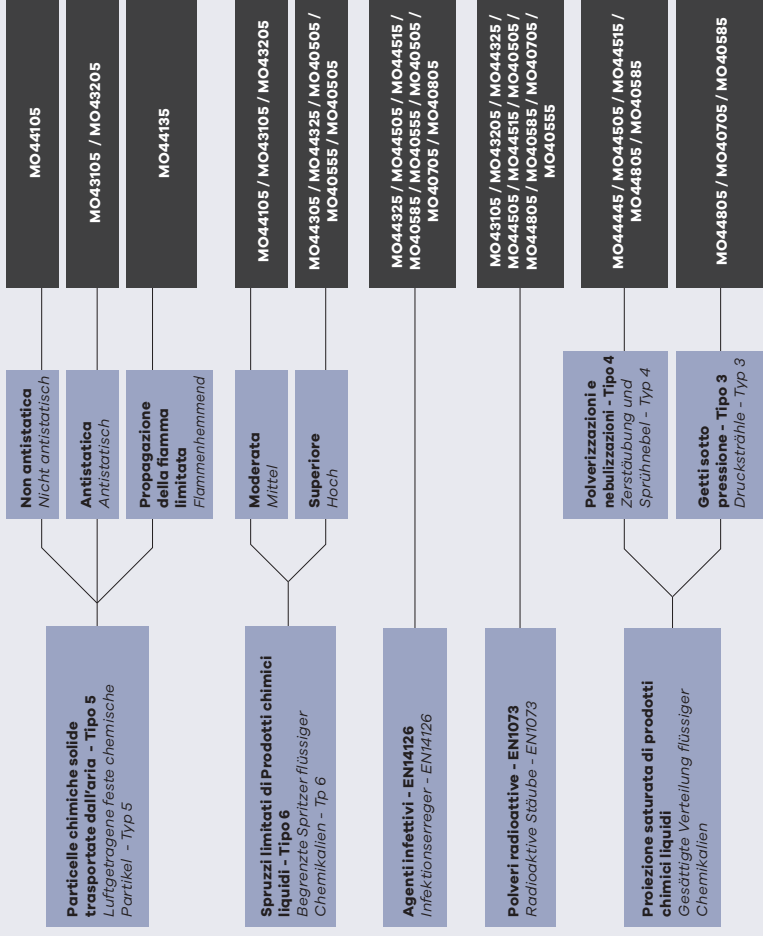 Particelle chimiche solide
trasportate dall'aria - Tipo 5
Luftgetragene feste chemische
Partikel - Typ 5
Non antistatica
Nicht antistatisch
MO44105
Antistatica
Antistatisch
MO43105 / MO43205
Propagazione
della fiamma
limitata
Flammenhemmend
MO44135
Spruzzi limitati di Prodotti chimici
liquidi - Tipo 6
Begrenzte Spritzer flüssiger
Chemikalien - Tp 6
Moderata
Mittel
MO44105 / MO43105 / MO43205
Superiore
Hoch
MO44305 / MO44325 / MO40505 /
MO40555 / MO40505
Agenti infettivi - EN14126
Infektionserreger - EN14126
MO44325 / MO44505 / MO44515 /
MO40585 / MO40555 / MO40505 /
MO40705 / MO40805
Polveri radioattive - EN1073
Radioaktive Stäube - EN1073
MO43105 / MO43205 / MO44325 /
MO44505 / MO44515 / MO40505 /
MO44805 / MO40585 / MO40705 /
MO40555
Proiezione saturata di prodotti
chimici liquidi
Gesättigte Verteilung flüssiger
Chemikalien
Polverizzazioni e
nebulizzazioni - Tipo 4
Zerstäubung und
Sprühnebel - Typ 4
MO44445 / MO44505 / MO44515 /
MO44805 / MO40585
Getti sotto
pressione - Tipo 3
Drucksträhle - Typ 3
MO44805 / MO40705 / MO40585